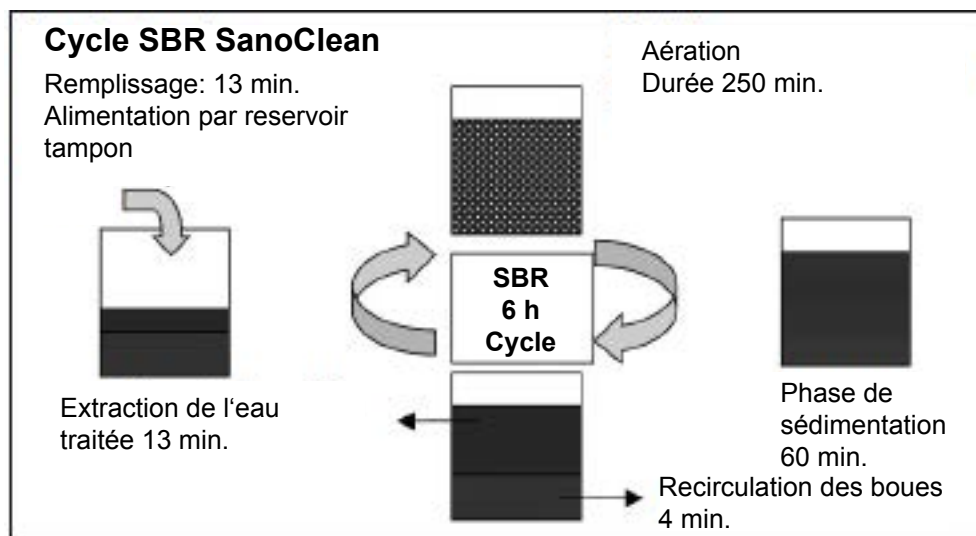 Cycle SBR SanoClean
Remplissage: 13 min.
Alimentation par reservoir
tampon
Aération
Durée 250 min.
SBR
6 h
Cycle
Extraction de l‘eau
traitée 13 min.
Phase de
sédimentation
60 min.
Recirculation des boues
4 min.